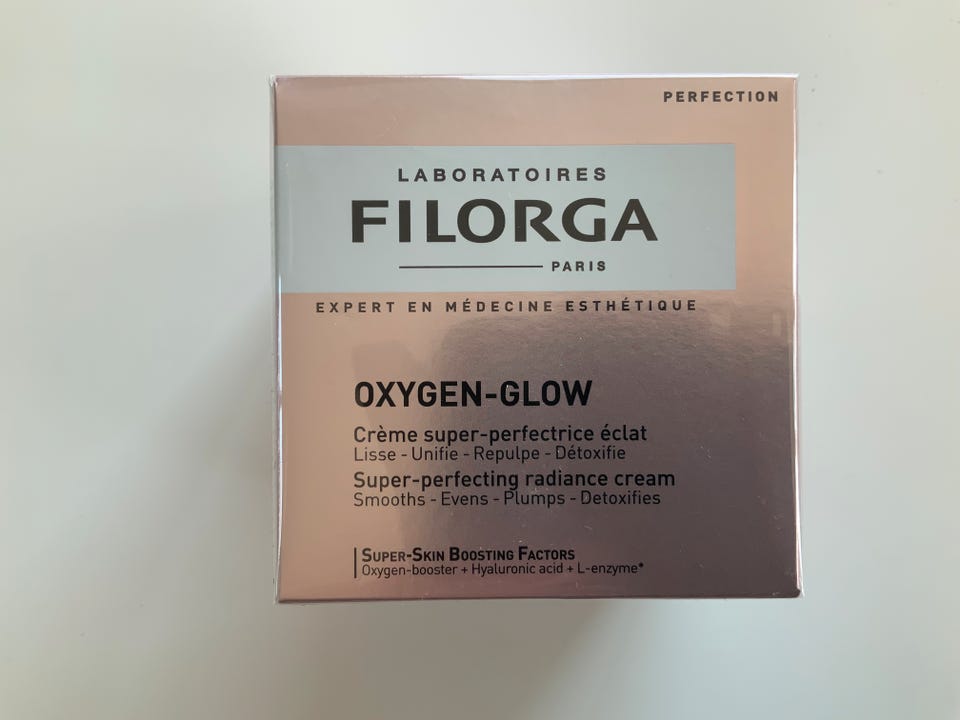 PERFECTION
LABORATOIRES
FILORGA
PARIS
EXPERT EN MÉDECINE ESTHÉTIQUE
OXYGEN-GLOW
Crème super-perfectrice éclat
Lisse - Unifie - Repulpe - Détoxifie
Super-perfecting radiance cream
Smooths - Evens - Plumps - Detoxifies
SUPER-SKIN BOOSTING FACTORS
Oxygen-booster + Hyaluronic acid + L-enzyme*